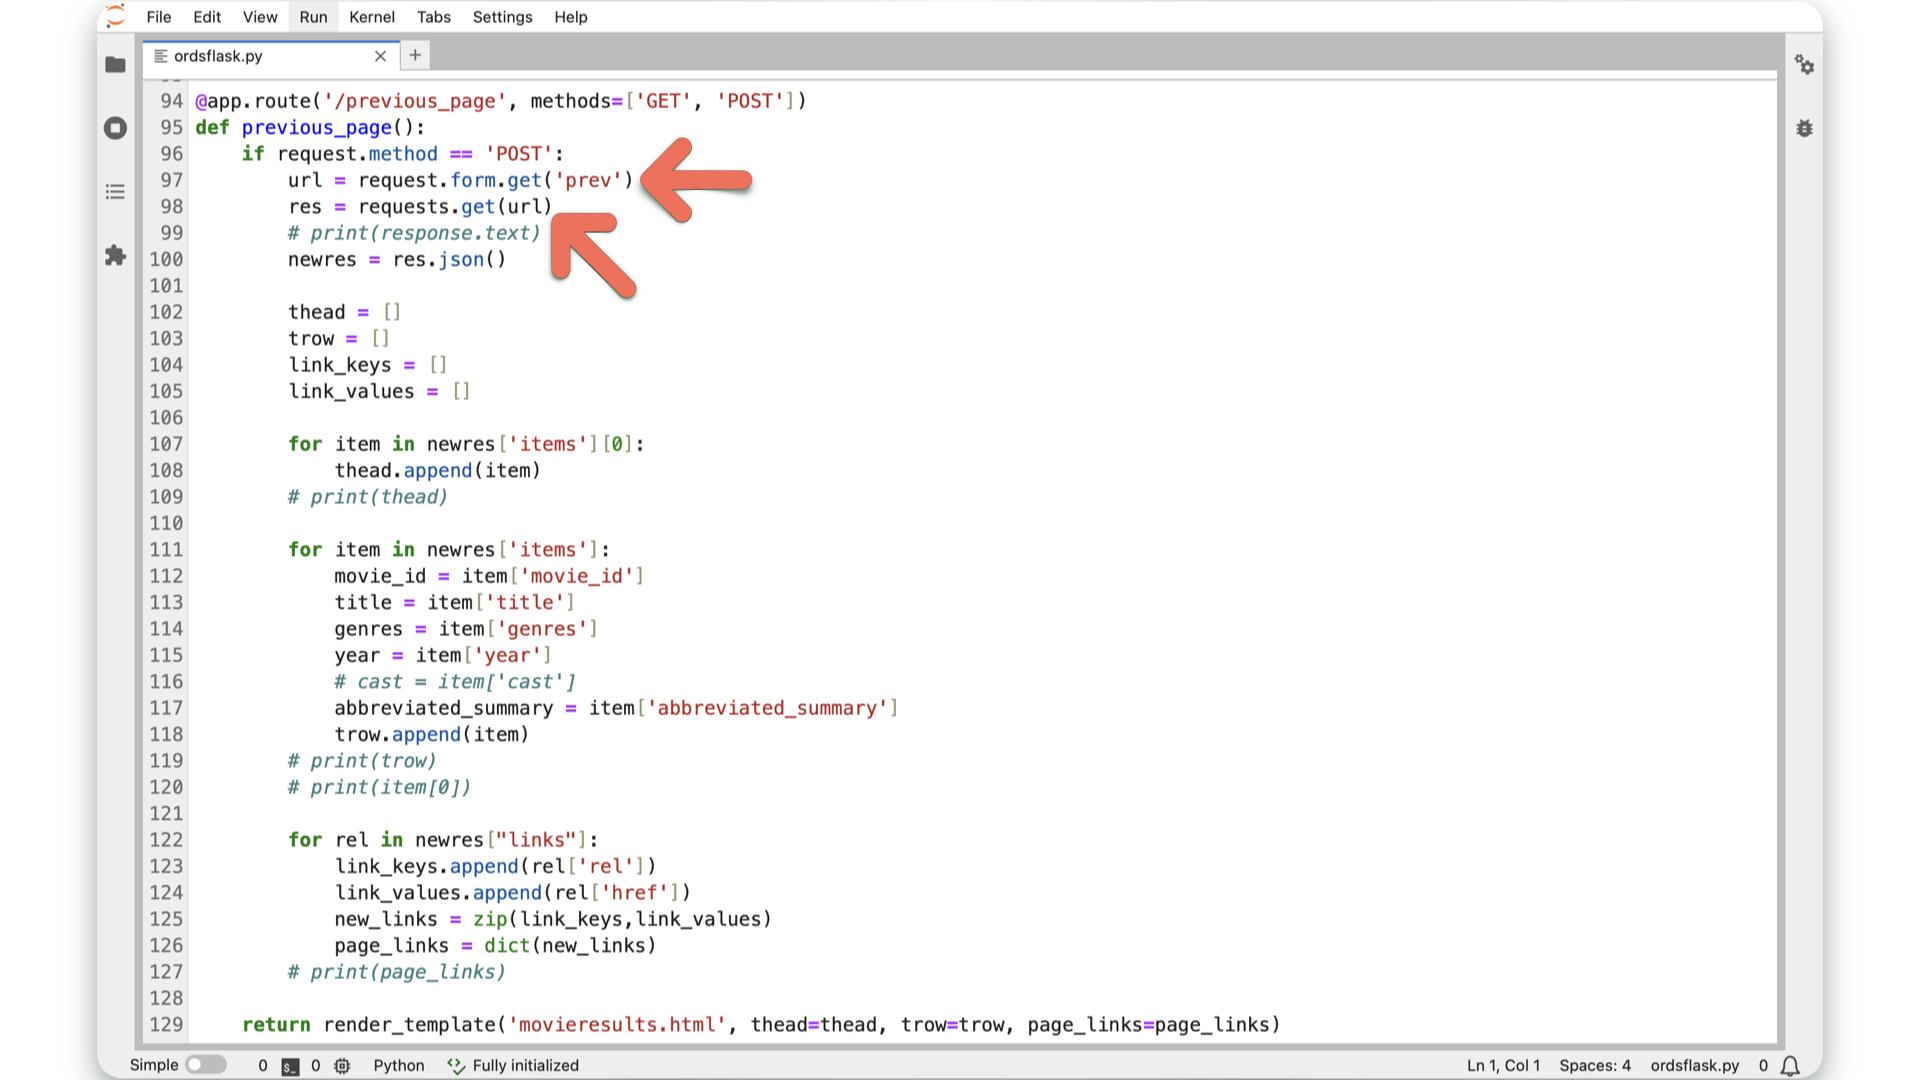 File Edit View Run Kernel Tabs Settings Help
ordsflask.py
94 @app.route('/previous_page', methods=['GET', 'POST'])
95 def previous_page():
96     if request.method == 'POST':
97         url = request.form.get('prev')
98         res = requests.get(url)
99         # print(response.text)
100         newres = res.json()
101
102         thead = []
103         trow = []
104         link_keys = []
105         link_values = []
106
107         for item in newres['items'][0]:
108             thead.append(item)
109         # print(thead)
110
111         for item in newres['items']:
112             movie_id = item['movie_id']
113             title = item['title']
114             genres = item['genres']
115             year = item['year']
116             # cast = item['cast']
117             abbreviated_summary = item['abbreviated_summary']
118             trow.append(item)
119         # print(trow)
120         # print(item[0])
121
122         for rel in newres["links"]:
123             link_keys.append(rel['rel'])
124             link_values.append(rel['href'])
125             new_links = zip(link_keys,link_values)
126             page_links = dict(new_links)
127         # print(page_links)
128
129     return render_template('movieresults.html', thead=thead, trow=trow, page_links=page_links)
Simple 0 $_ 0 Python Fully initialized Ln 1, Col 1 Spaces: 4 ordsflask.py 0